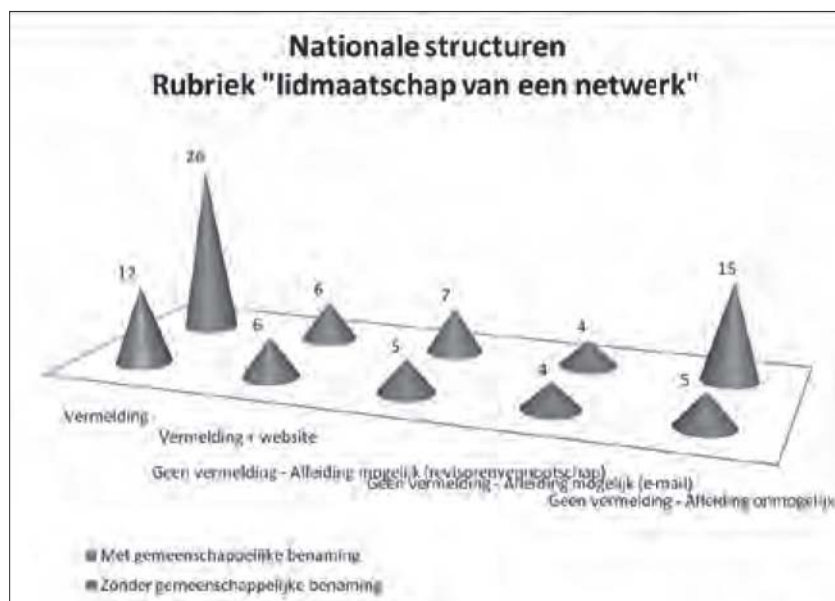 Nationale structuren
Rubriek "lidmaatschap van een netwerk"
26
12
6
6
7
5
4
4
15
5
Vermelding
Vermelding + website
Geen vermelding - Afleiding mogelijk (revisorenvennootschap)
Geen vermelding - Afleiding mogelijk (e-mail)
Geen vermelding - Afleiding onmogelijk
Met gemeenschappelijke benaming
Zonder gemeenschappelijke benaming